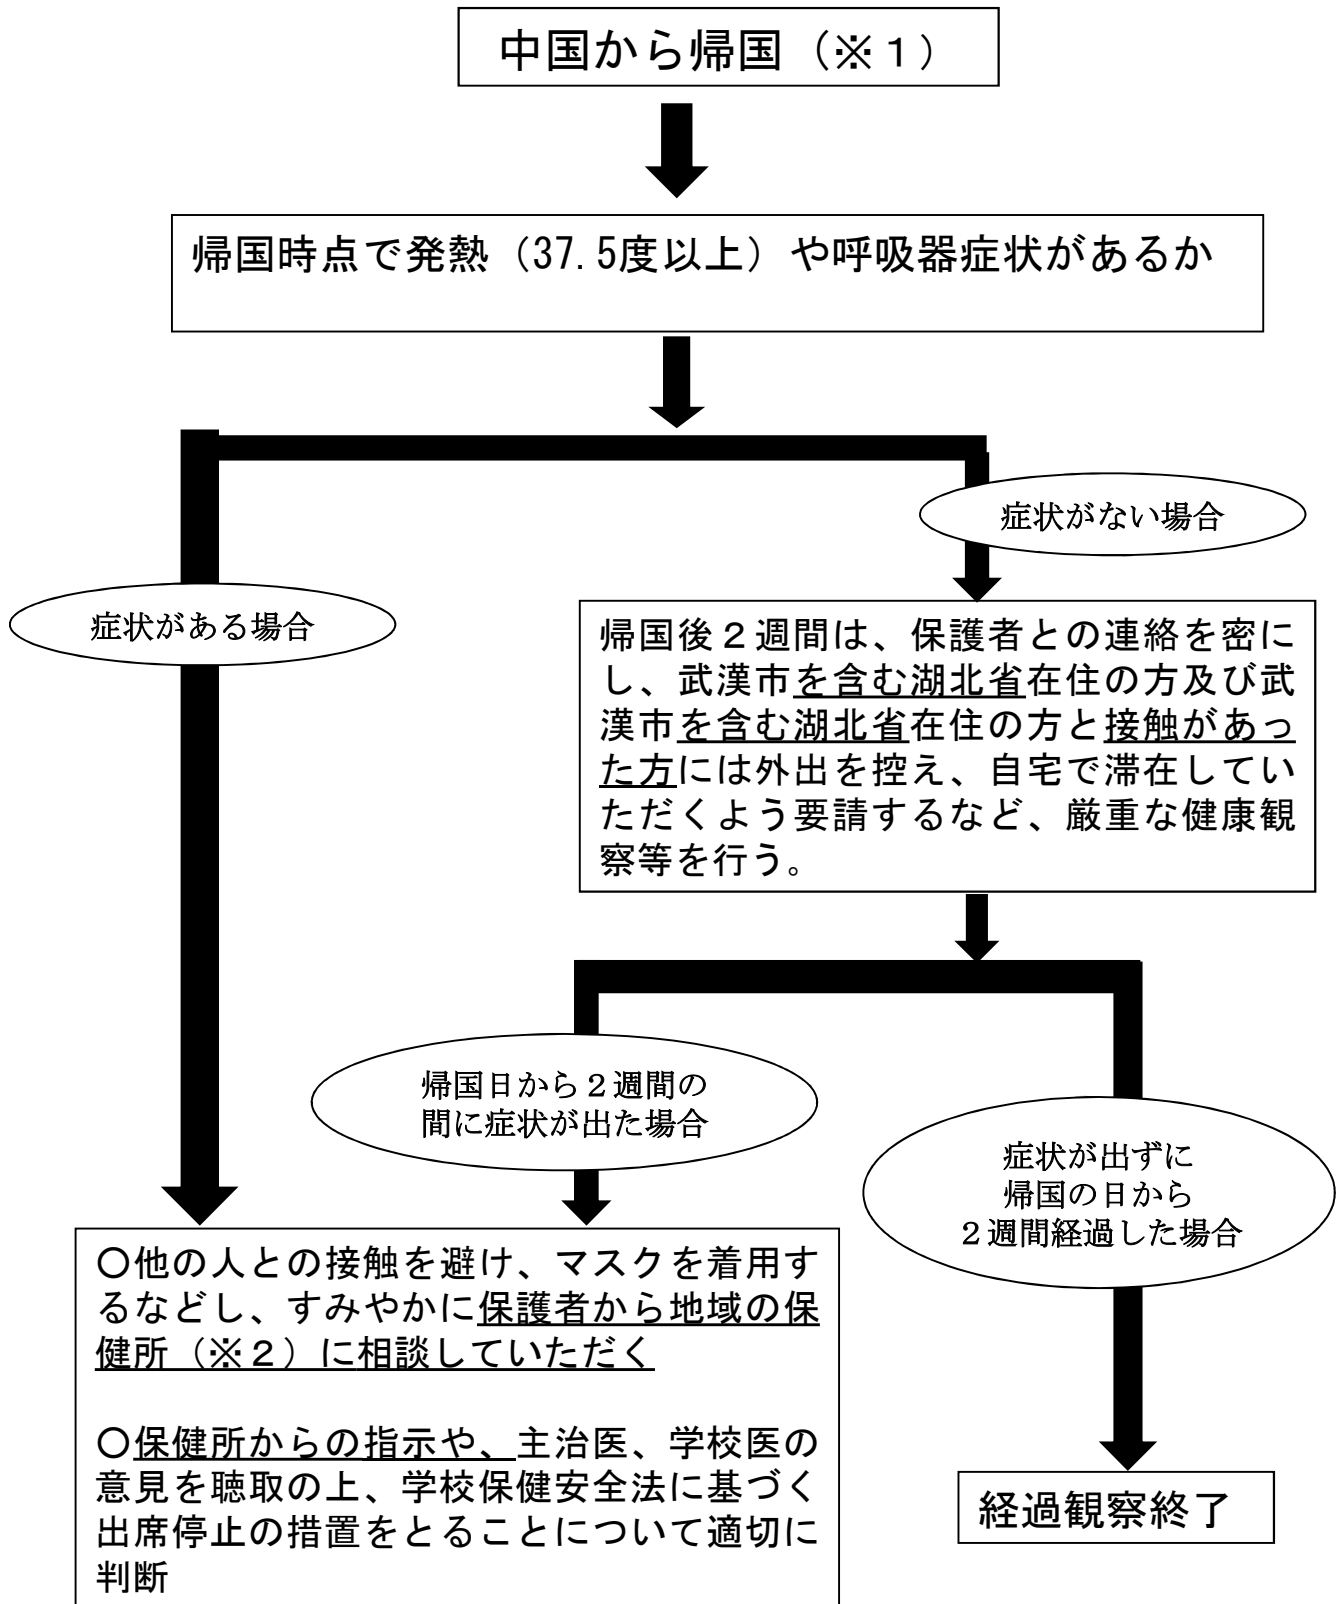 中国から帰国（※１）
帰国時点で発熱（37.5度以上）や呼吸器症状があるか
症状がない場合
症状がある場合
帰国後２週間は、保護者との連絡を密に
し、武漢市を含む湖北省在住の方及び武
漢市を含む湖北省在住の方と接触があっ
た方には外出を控え、自宅で滞在してい
ただくよう要請するなど、厳重な健康観
察等を行う。
帰国日から２週間の
間に症状が出た場合
症状が出ずに
帰国の日から
２週間経過した場合
〇他の人との接触を避け、マスクを着用す
るなどし、すみやかに保護者から地域の保
健所（※２）に相談していただく
〇保健所からの指示や、主治医、学校医の
意見を聴取の上、学校保健安全法に基づく
出席停止の措置をとることについて適切に
判断
経過観察終了